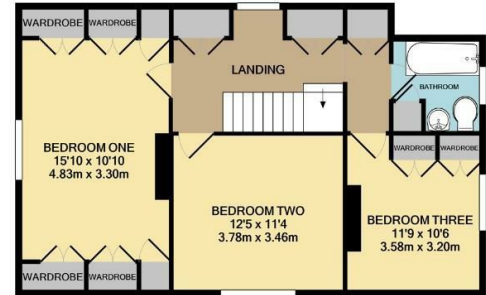 WARDROBE
WARDROBE
LANDING
BATHROOM
BEDROOM ONE
15'10 x 10'10
4.83m x 3.30m
WARDROBE
WARDROBE
BEDROOM TWO
12'5 x 11'4
3.78m x 3.46m
BEDROOM THREE
11'9 x 10'6
3.58m x 3.20m
WARDROBE
WARDROBE